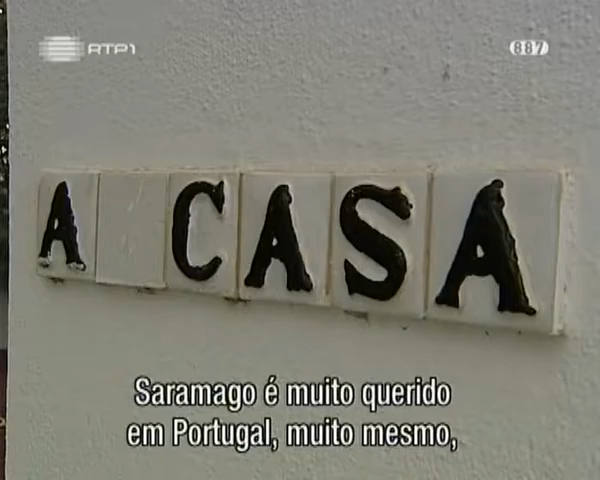 RTP1
887
A CASA
Saramago é muito querido
em Portugal, muito mesmo,